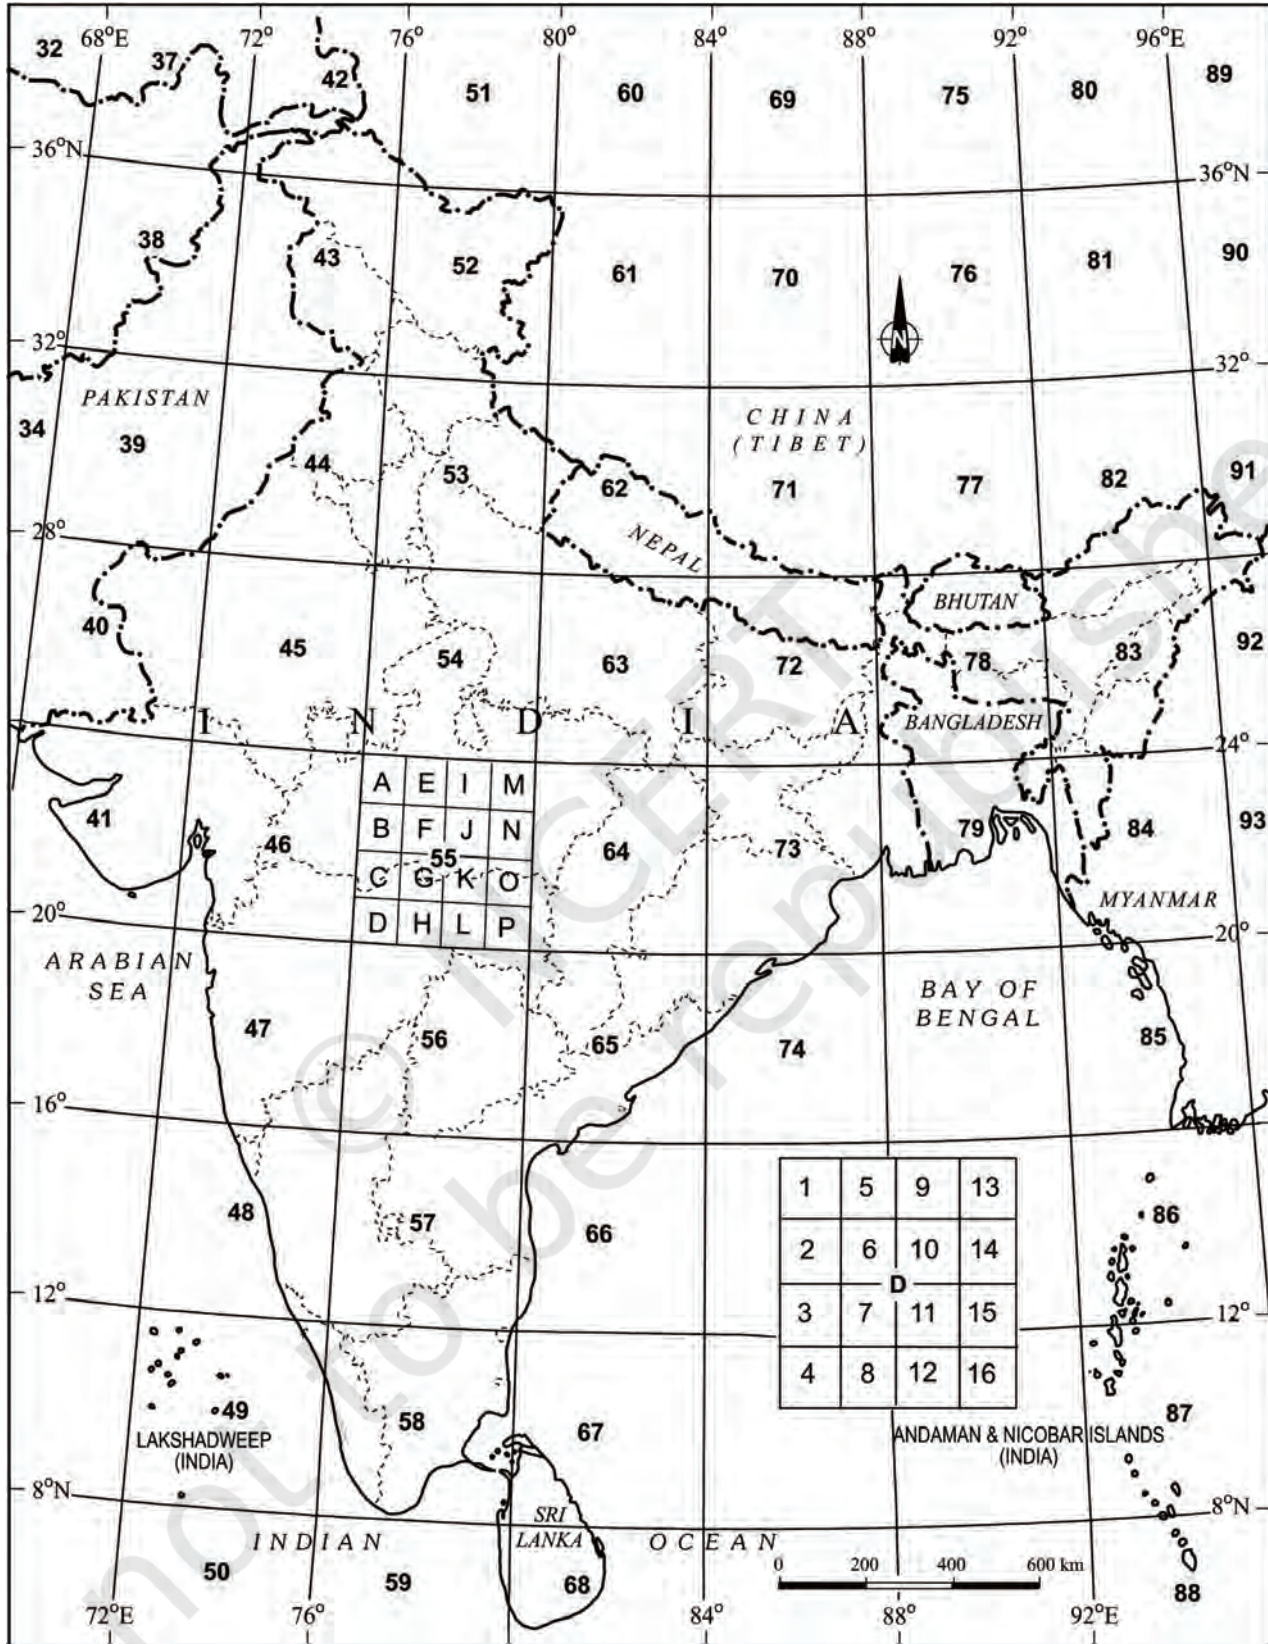 68°E 72° 76° 80° 84° 88° 92° 96°E
32 37 42 51 60 69 75 80 89
36°N 36°N
38 43 52 61 70 76 81 90
32° 32°
PAKISTAN
CHINA
(TIBET)
34 39 44 53 62 71 77 82 91
28°
NEPAL
BHUTAN
40 45 54 63 72 78 83 92
I N D I A
BANGLADESH
24°
A E I M
B F J N
55
C G K O
D H L P
41 46 64 73 79 84 93
MYANMAR
20° 20°
ARABIAN
SEA
BAY OF
BENGAL
47 56 65 74 85
16°
48 57 66 86
1 5 9 13
2 6 10 14
D
3 7 11 15
4 8 12 16
12° 12°
49 58 67 87
LAKSHADWEEP
(INDIA)
ANDAMAN & NICOBAR ISLANDS
(INDIA)
8°N 8°N
SRI
LANKA
INDIAN OCEAN
0 200 400 600 km
50 59 68 88
72°E 76° 84° 88° 92°E
© NCERT
not to be republishe